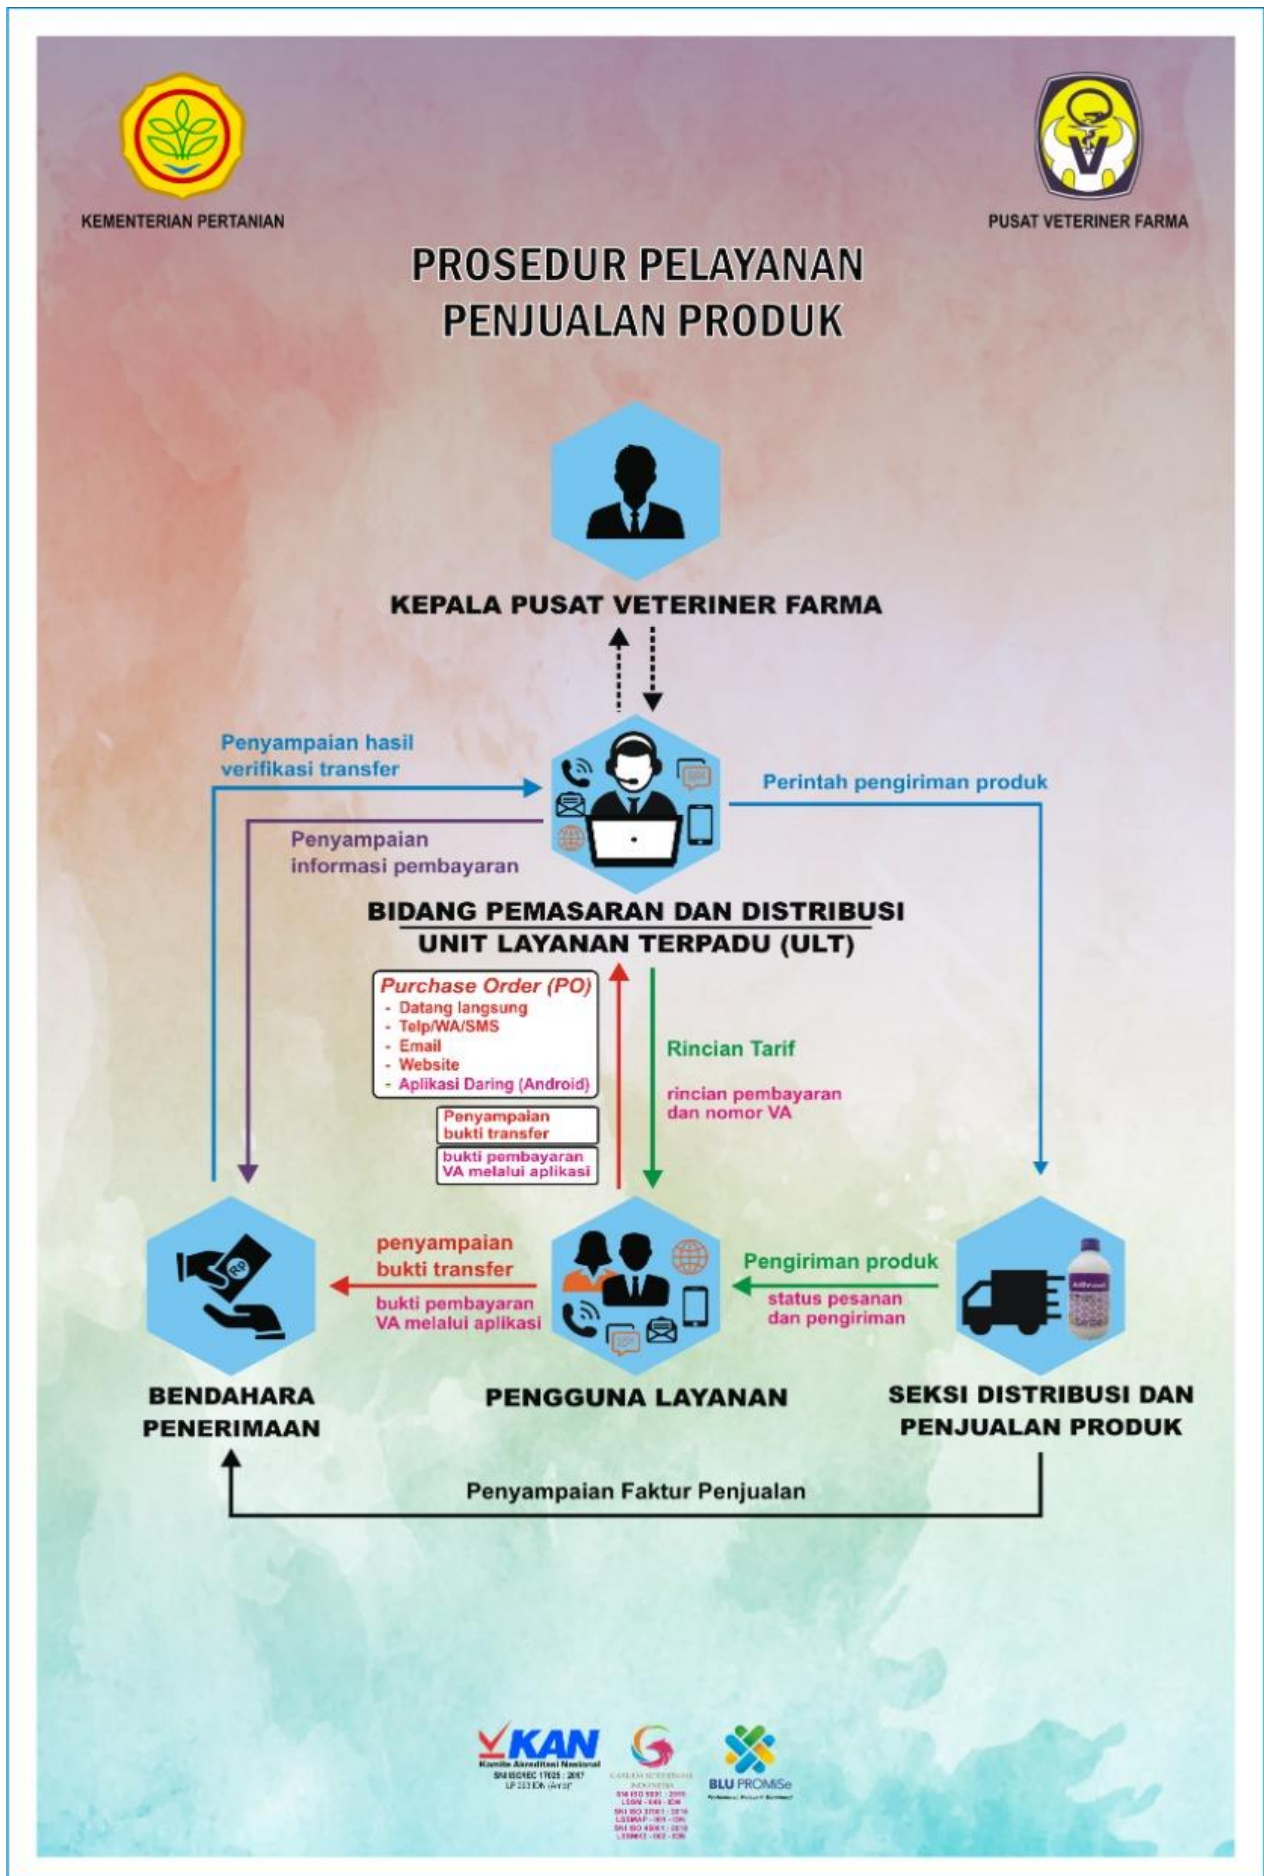 KEMENTERIAN PERTANIAN
PUSAT VETERINER FARMA
PROSEDUR PELAYANAN
PENJUALAN PRODUK
KEPALA PUSAT VETERINER FARMA
Penyampaian hasil
verifikasi transfer
Perintah pengiriman produk
Penyampaian
informasi pembayaran
BIDANG PEMASARAN DAN DISTRIBUSI
UNIT LAYANAN TERPADU (ULT)
Purchase Order (PO)
- Datang langsung
- Telp/WA/SMS
- Email
- Website
- Aplikasi Daring (Android)
Rincian Tarif
rincian pembayaran
dan nomor VA
Penyampaian
bukti transfer
bukti pembayaran
VA melalui aplikasi
RP
penyampaian
bukti transfer
bukti pembayaran
VA melalui aplikasi
Pengiriman produk
status pesanan
dan pengiriman
BENDAHARA
PENERIMAAN
PENGGUNA LAYANAN
SEKSI DISTRIBUSI DAN
PENJUALAN PRODUK
Penyampaian Faktur Penjualan
KAN
Komite Akreditasi Nasional
INDONESIA
BLU PROMiSe